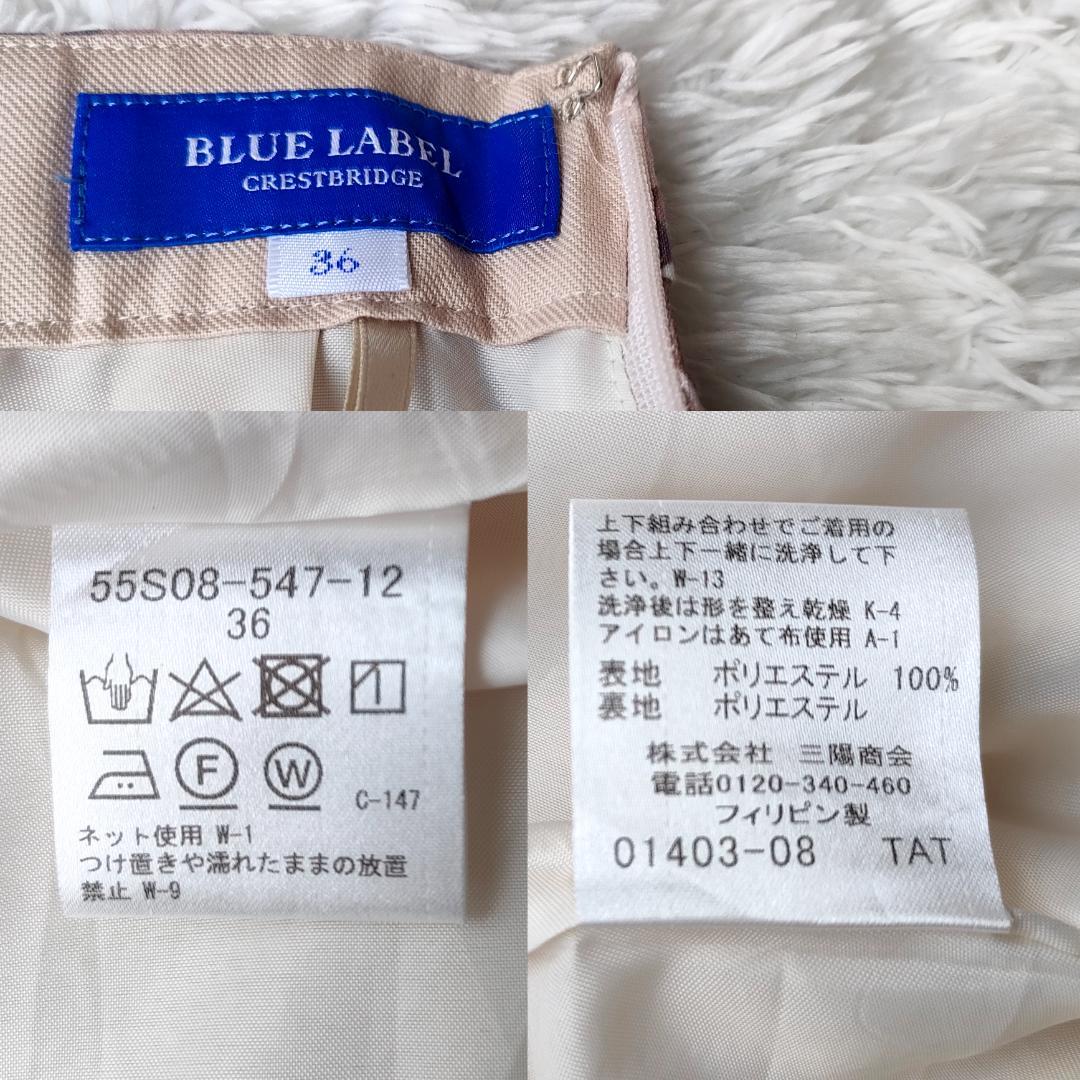 BLUE LABEL
CRESTBRIDGE
36
55S08-547-12
36
F W
C-147
ネット使用 W-1
つけ置きや濡れたままの放置
禁止 W-9
上下組み合わせでご着用の
場合上下一緒に洗浄して下
さい。W-13
洗浄後は形を整え乾燥 K-4
アイロンはあて布使用 A-1
表地 ポリエステル 100%
裏地 ポリエステル
株式会社 三陽商会
電話0120-340-460
フィリピン製
01403-08 TAT